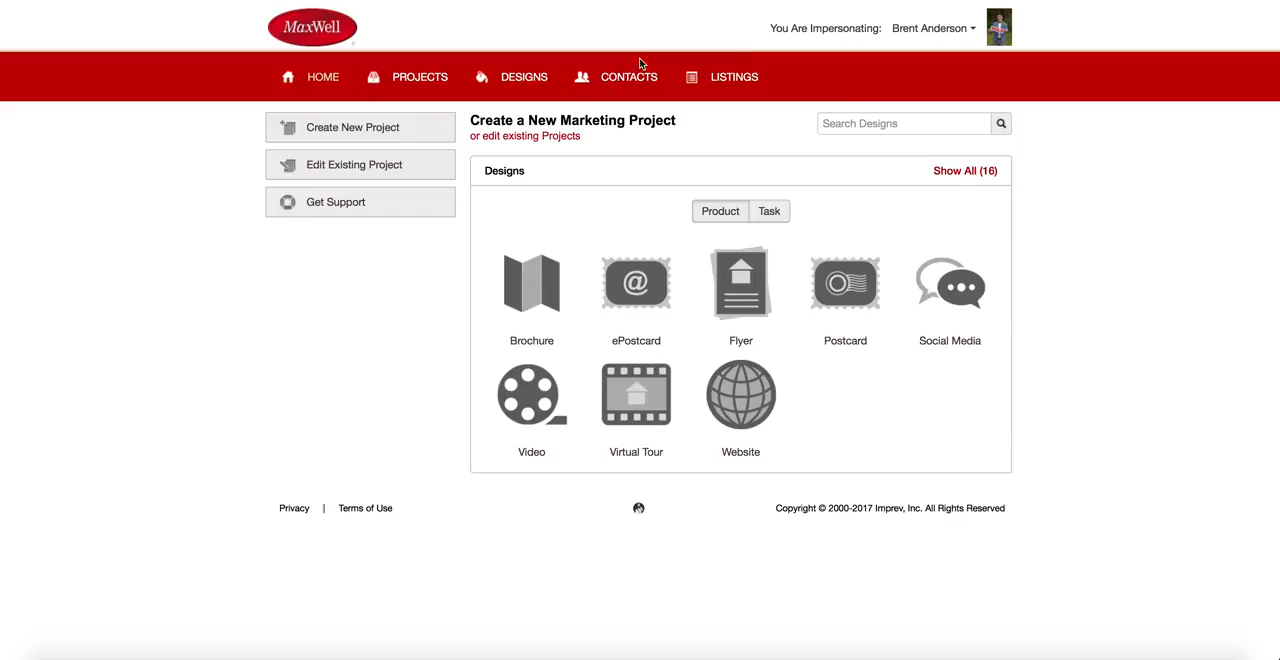 MaxWell
You Are Impersonating: Brent Anderson
HOME PROJECTS DESIGNS CONTACTS LISTINGS
Create New Project
Edit Existing Project
Get Support
Create a New Marketing Project
or edit existing Projects
Search Designs
Designs Show All (16)
Product Task
Brochure ePostcard Flyer Postcard Social Media
Video Virtual Tour Website
Privacy | Terms of Use
Copyright © 2000-2017 Imprev, Inc. All Rights Reserved